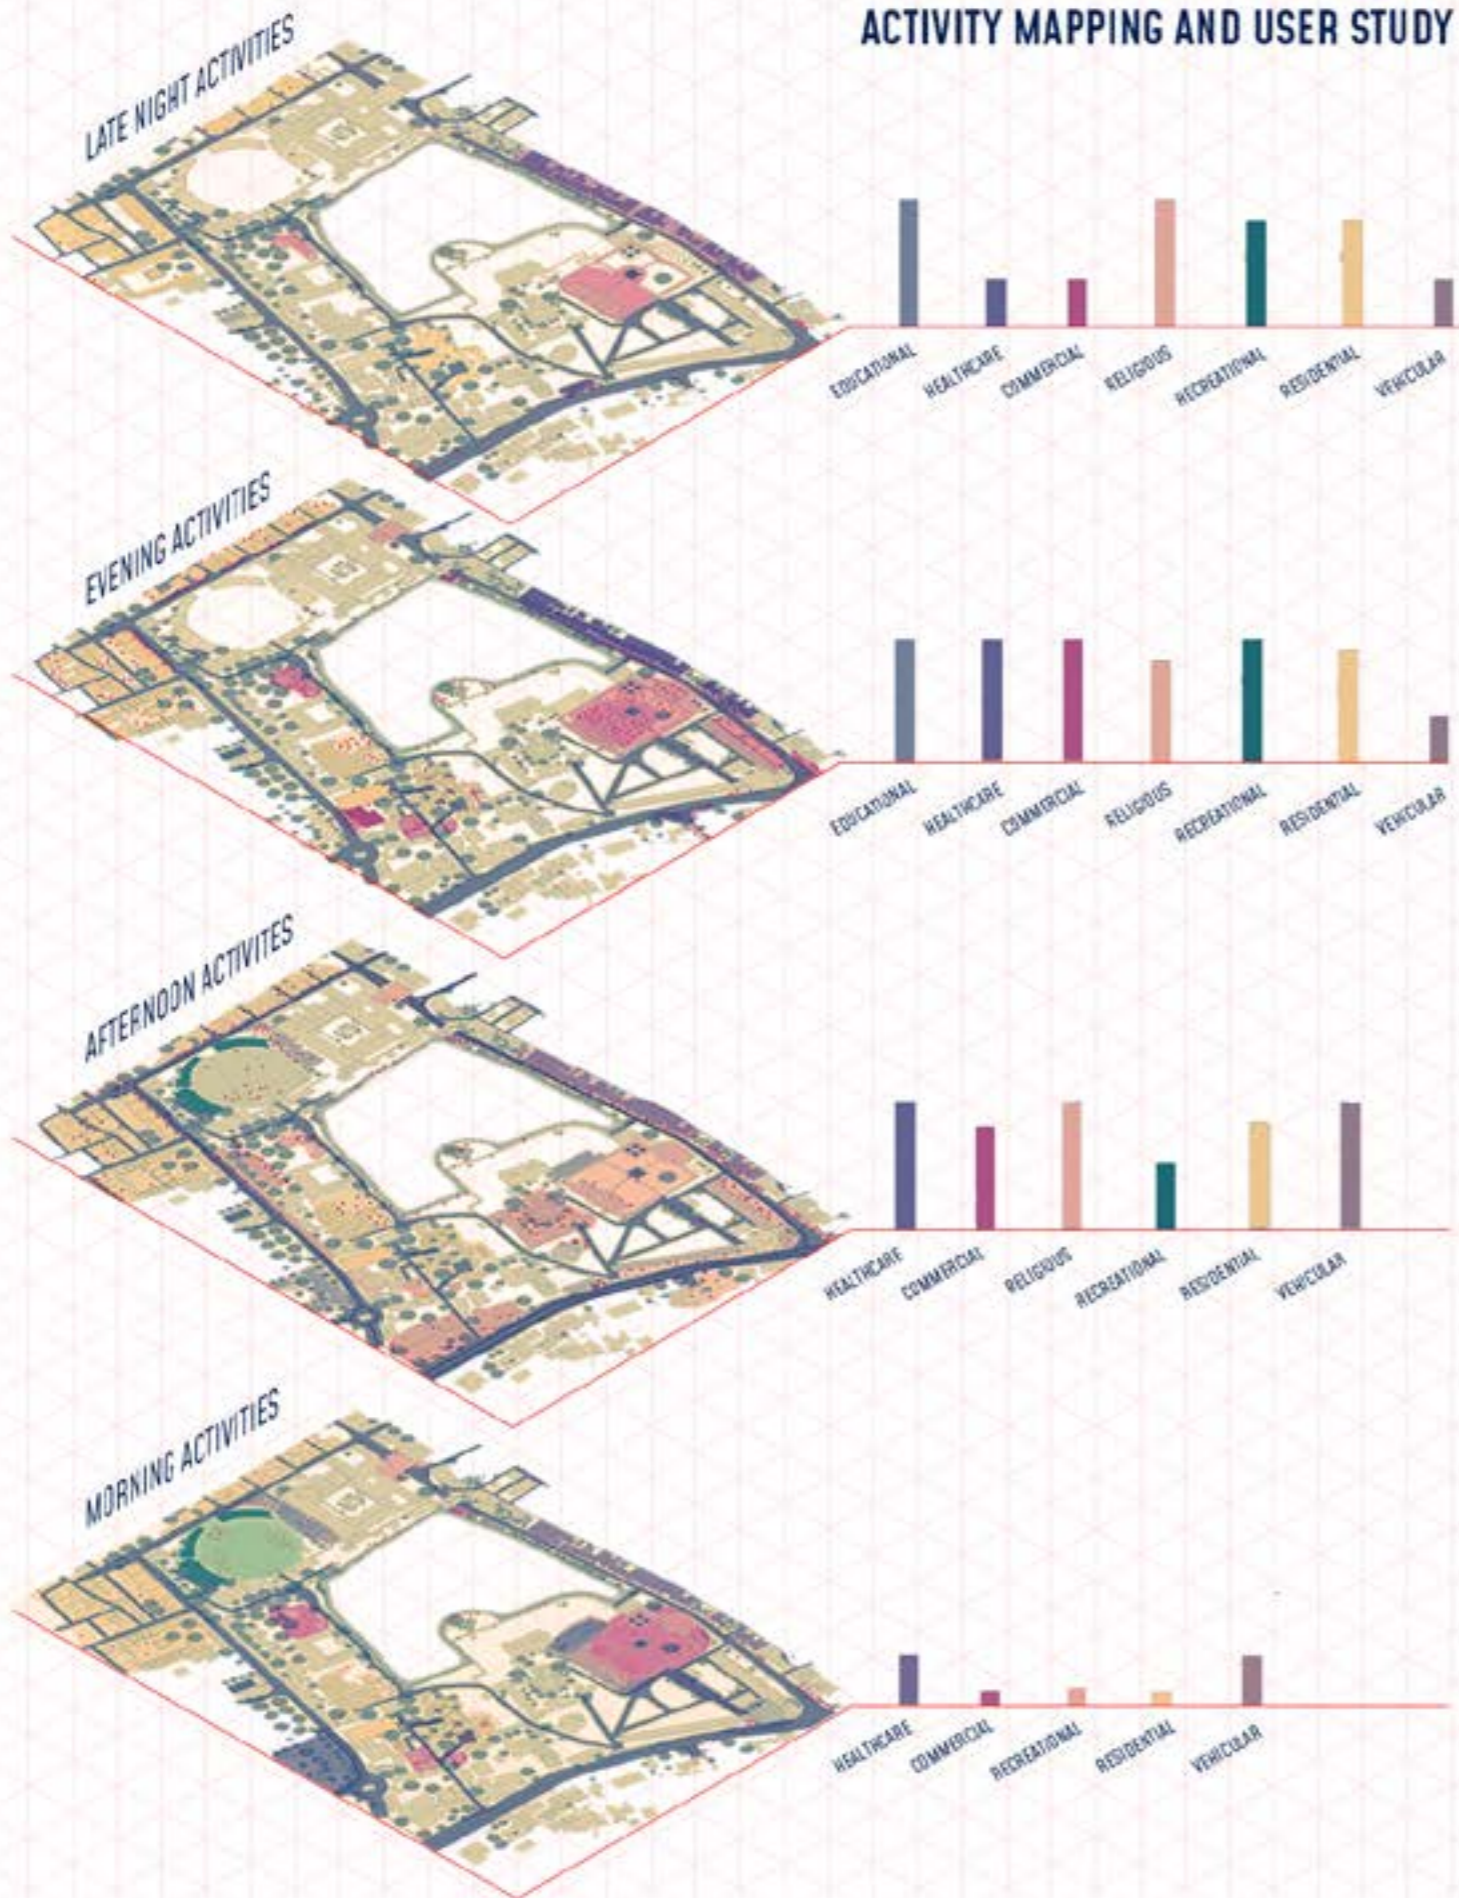 ACTIVITY MAPPING AND USER STUDY
LATE NIGHT ACTIVITIES
EDUCATIONAL
HEALTHCARE
COMMERCIAL
RELIGIOUS
RECREATIONAL
RESIDENTIAL
VEHICULAR
EVENING ACTIVITIES
EDUCATIONAL
HEALTHCARE
COMMERCIAL
RELIGIOUS
RECREATIONAL
RESIDENTIAL
VEHICULAR
AFTERNOON ACTIVITES
HEALTHCARE
COMMERCIAL
RELIGIOUS
RECREATIONAL
RESIDENTIAL
VEHICULAR
MORNING ACTIVITIES
HEALTHCARE
COMMERCIAL
RECREATIONAL
RESIDENTIAL
VEHICULAR